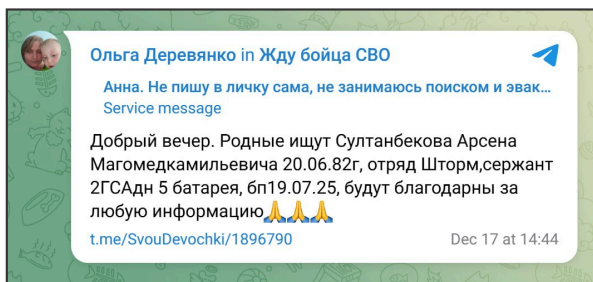 Ольга Деревянко in Жду бойца СВО
Анна. Не пишу в личку сама, не занимаюсь поиском и эвак...
Service message
Добрый вечер. Родные ищут Султанбекова Арсена
Магомедкамильевича 20.06.82г, отряд Шторм,сержант
2ГСАдн 5 батарея, бп19.07.25, будут благодарны за
любую информацию🙏🙏🙏
t.me/SvouDevochki/1896790
Dec 17 at 14:44